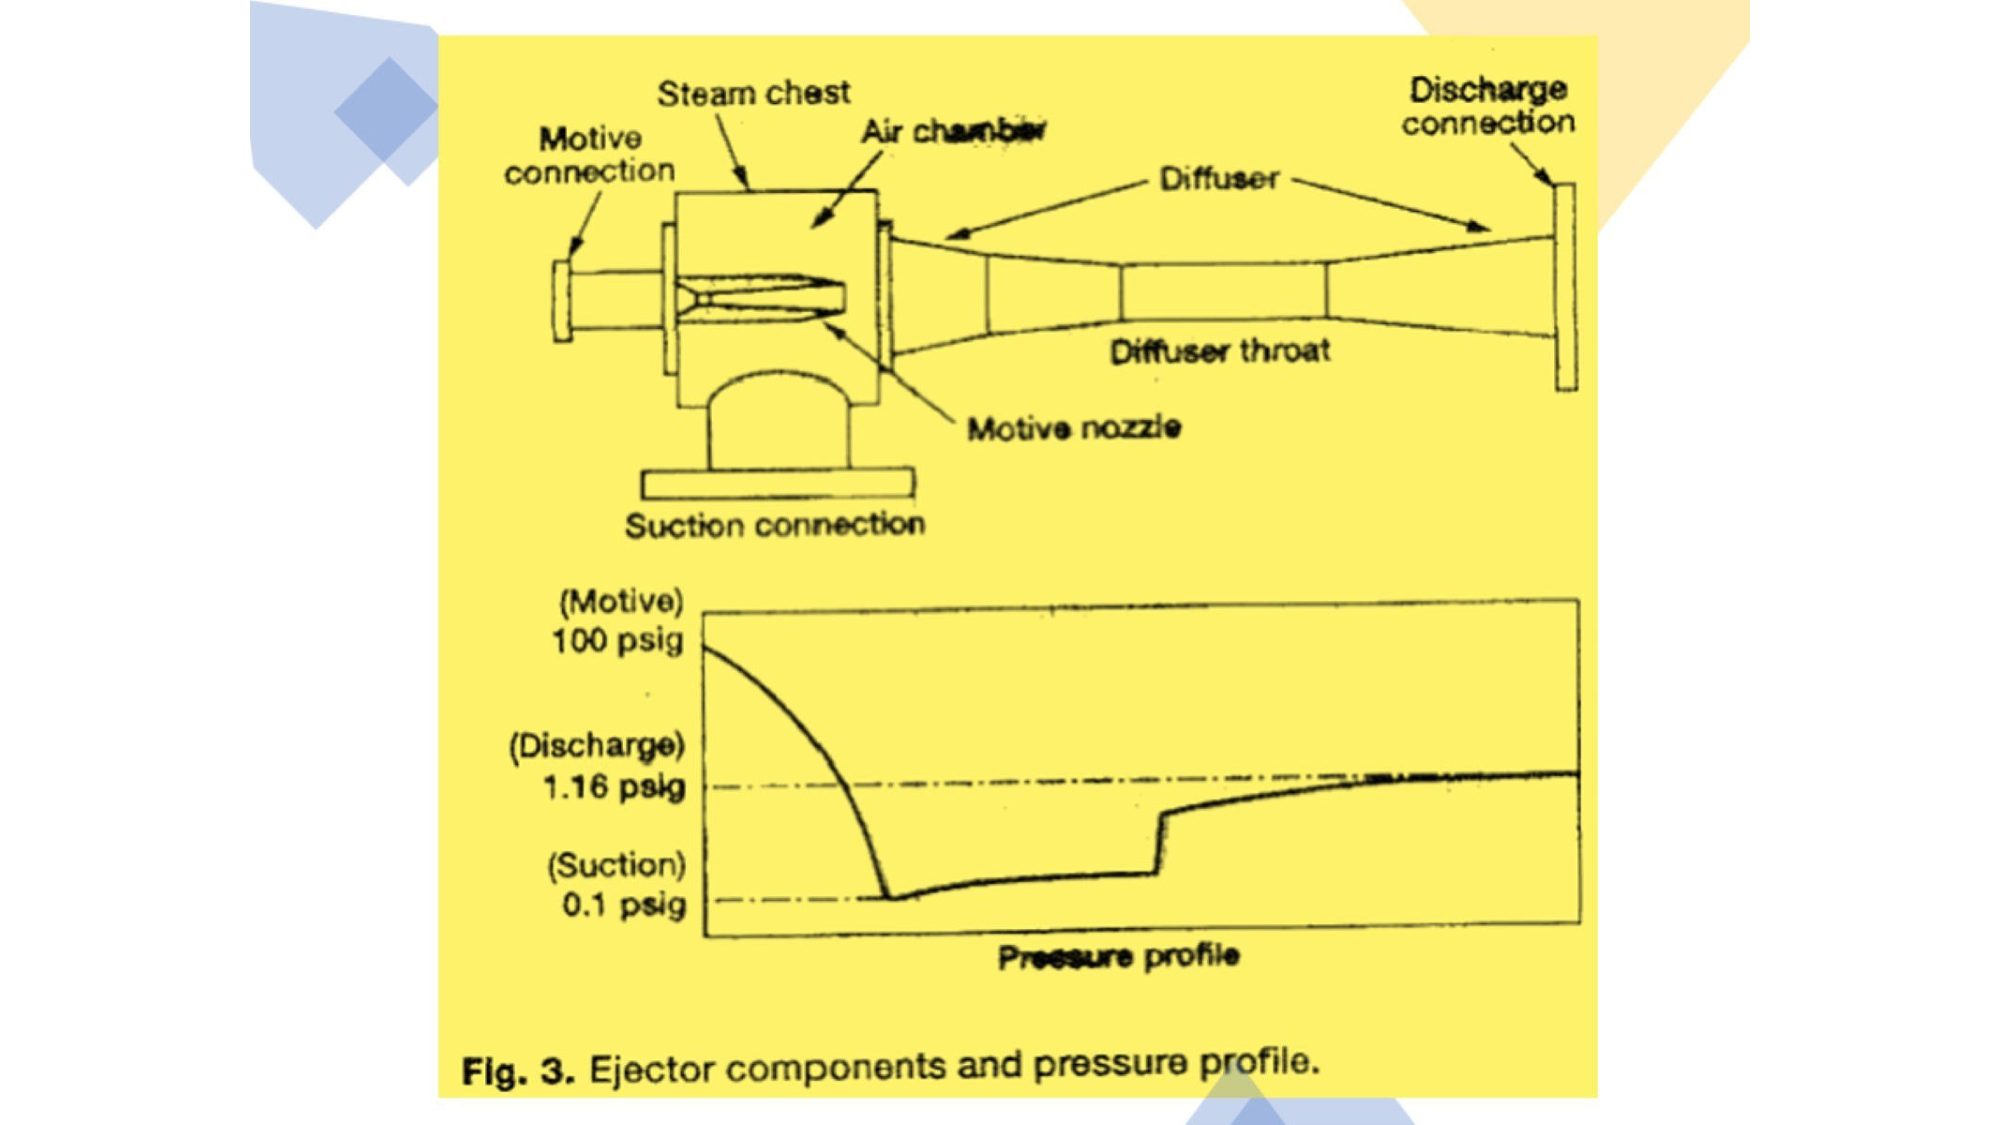 Steam chest
Air chamber
Motive
connection
Discharge
connection
Diffuser
Diffuser throat
Motive nozzle
Suction connection
(Motive)
100 psig
(Discharge)
1.16 psig
(Suction)
0.1 psig
Pressure profile
Fig. 3. Ejector components and pressure profile.